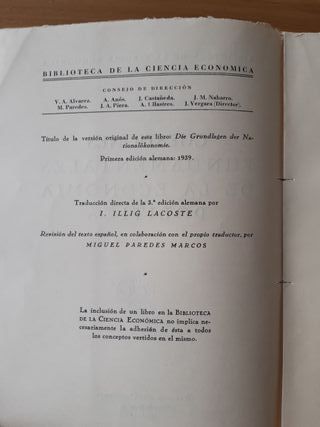 BIBLIOTECA DE LA CIENCIA ECONOMICA
CONSEJO DE DIRECCIÓN
V. A. Alvarez. A. Anós. J. Castañeda. J. M. Naharro.
M. Paredes. J. A. Piera. A. Ullastres. J. Vergara (Director).
Título de la versión original de este libro: Die Grundlagen der Na-
tionalökonomie.
Primera edición alemana: 1939.
Traducción directa de la 3.ª edición alemana por
I. ILLIG LACOSTE
Revisión del texto español, en colaboración con el propio traductor, por
MIGUEL PAREDES MARCOS
La inclusión de un libro en la BIBLIOTECA
DE LA CIENCIA ECONÓMICA no implica ne-
cesariamente la adhesión de ésta a todos
los conceptos vertidos en el mismo.